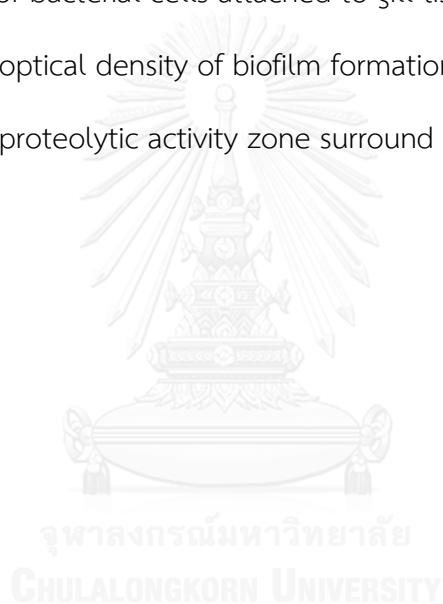 of bacterial cells attached to gill
optical density of biofilm formation
proteolytic activity zone surround
จุฬาลงกรณ์มหาวิทยาลัย
CHULALONGKORN UNIVERSITY